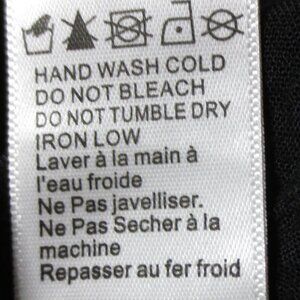 HAND WASH COLD
DO NOT BLEACH
DO NOT TUMBLE DRY
IRON LOW
Laver à la main à
l'eau froide
Ne Pas javelliser.
Ne Pas Secher à la
machine
Repasser au fer froid